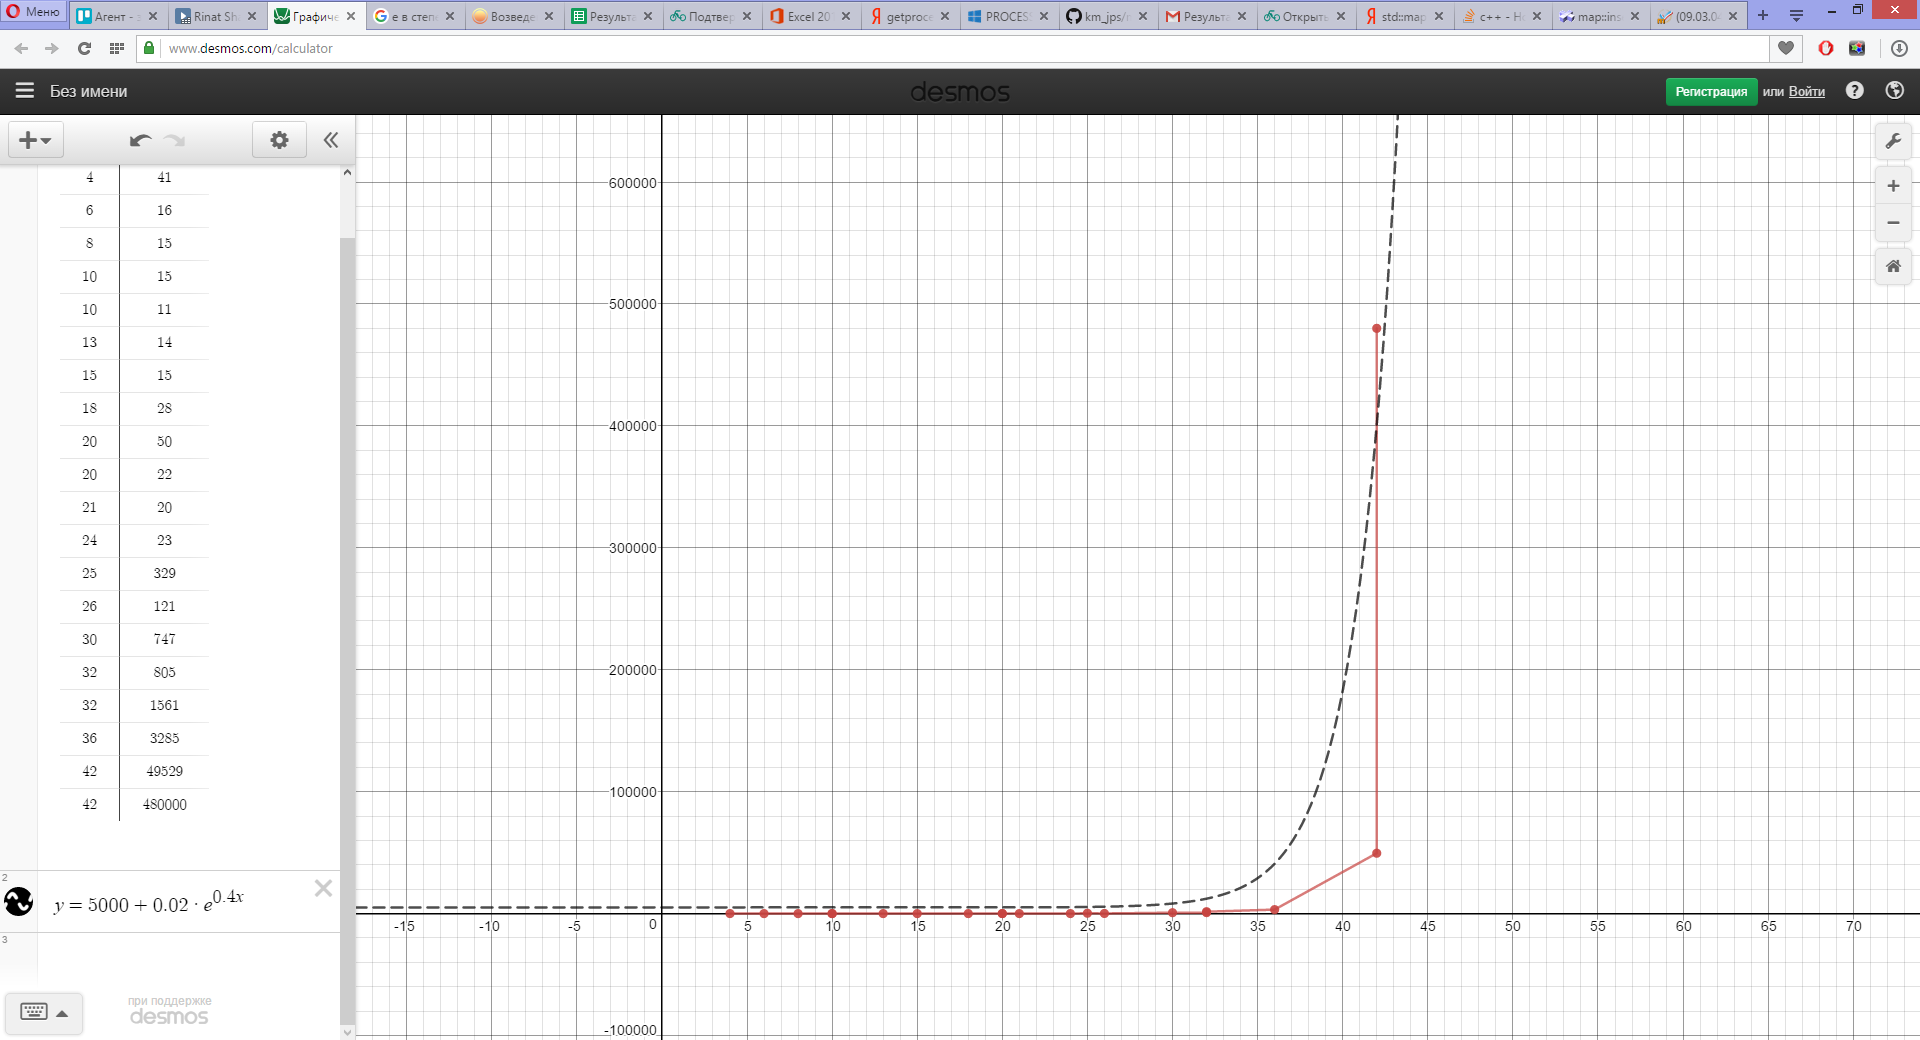 Меню
Агент -
Rinat Sh
Графиче
е в степ
Возведе
Результа
Подтвер
Excel 20
getproce
PROCES
km_jps/
Результа
Открыть
std::map
c++ - Н
map::ins
(09.03.0
www.desmos.com/calculator
Без имени
desmos
Регистрация или Войти
4 41
6 16
8 15
10 15
10 11
13 14
15 15
18 28
20 50
20 22
21 20
24 23
25 329
26 121
30 747
32 805
32 1561
36 3285
42 49529
42 480000
2
y = 5000 + 0.02 · e^0.4x
3
при поддержке
desmos
600000
500000
400000
300000
200000
100000
-15 -10 -5 0 5 10 15 20 25 30 35 40 45 50 55 60 65 70
-100000